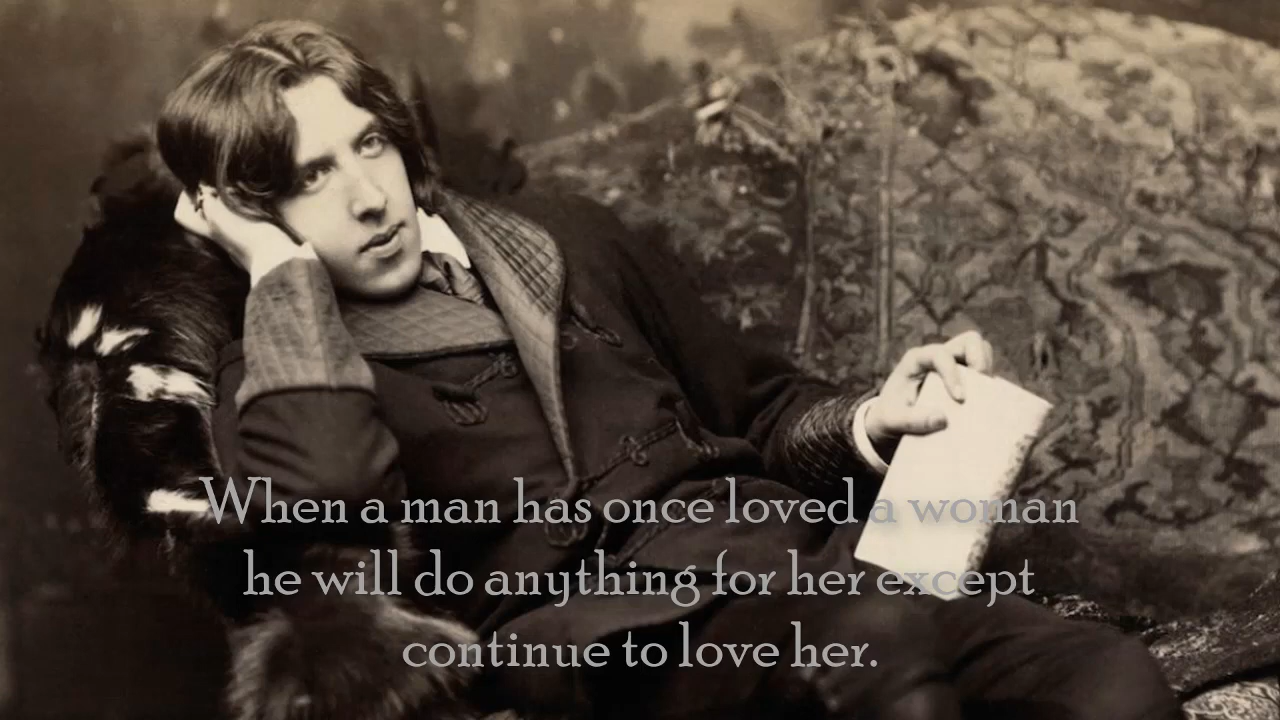 When a man has once loved a woman
he will do anything for her except
continue to love her.